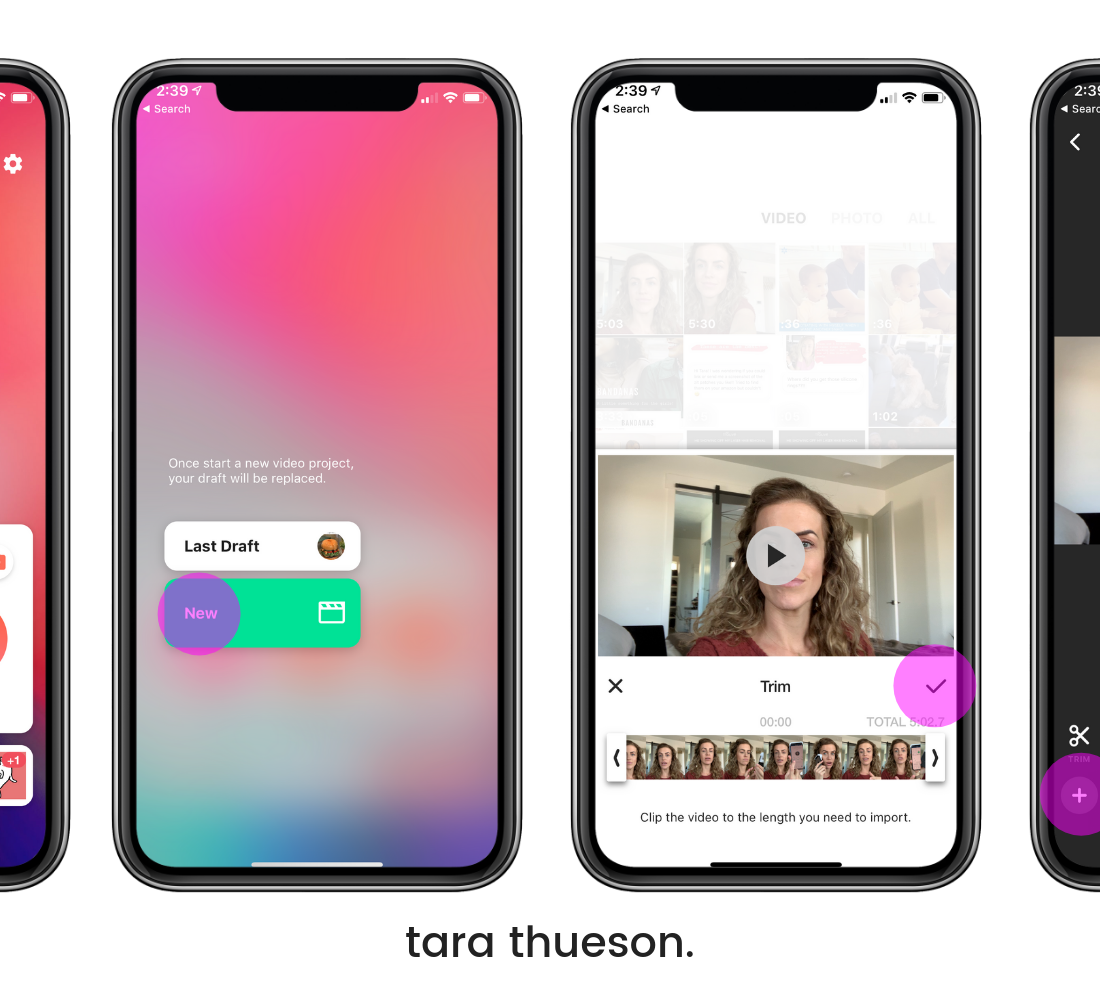 +1
2:39
Search
Once start a new video project,
your draft will be replaced.
Last Draft
New
2:39
Search
VIDEO PHOTO ALL
5:03 5:30 :36 :36
1:02
BANDANAS
Trim
00:00 TOTAL 5:02.7
Clip the video to the length you need to import.
2:39
Searc
TRIM
tara thueson.